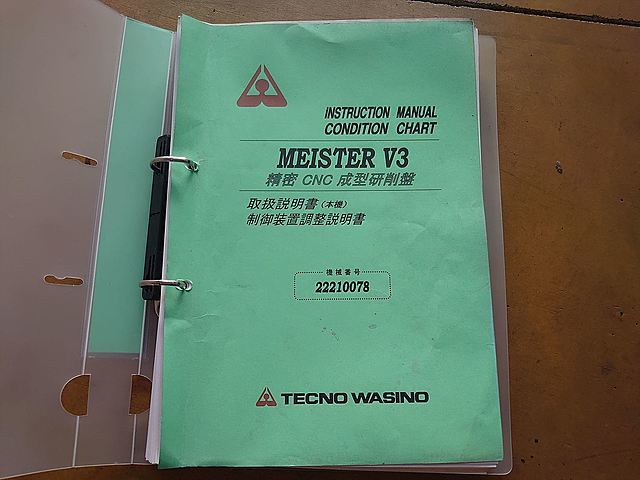 INSTRUCTION MANUAL
CONDITION CHART
MEISTER V3
精密 CNC 成型研削盤
取扱説明書(本機)
制御装置調整説明書
機械番号
22210078
TECNO WASINO